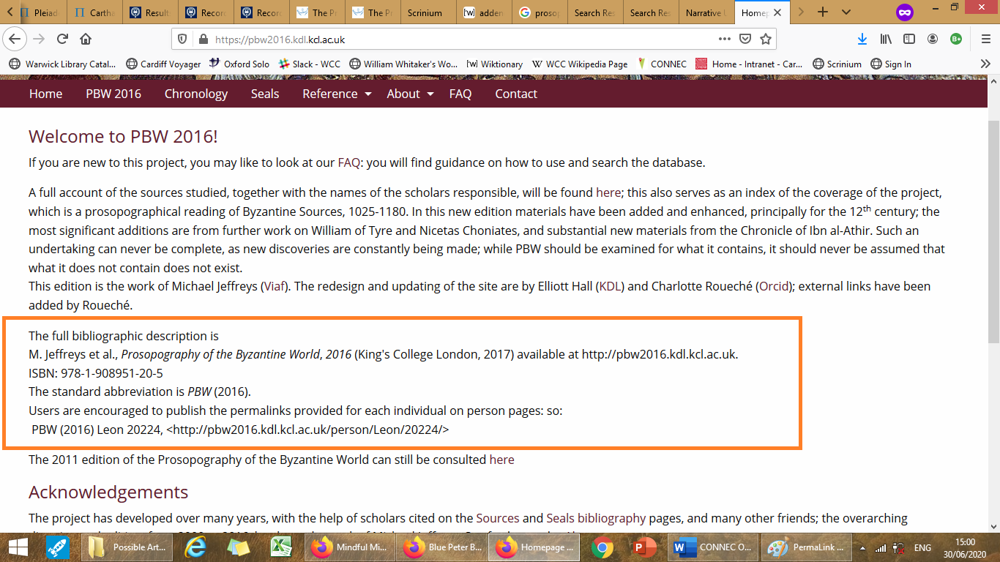 Pleiad
Cartha
Result
Record
Record
The Pr
The Pr
Scrinium
adden
prosop
Search Res
Search Res
Narrative U
Homep
https://pbw2016.kdl.kcl.ac.uk
Warwick Library Catal...
Cardiff Voyager
Oxford Solo
Slack - WCC
William Whitaker's Wo...
Wiktionary
WCC Wikipedia Page
CONNEC
Home - Intranet - Car...
Scrinium
Sign In
Home PBW 2016 Chronology Seals Reference About FAQ Contact
Welcome to PBW 2016!
If you are new to this project, you may like to look at our FAQ: you will find guidance on how to use and search the database.
A full account of the sources studied, together with the names of the scholars responsible, will be found here; this also serves as an index of the coverage of the project,
which is a prosopographical reading of Byzantine Sources, 1025-1180. In this new edition materials have been added and enhanced, principally for the 12th century; the
most significant additions are from further work on William of Tyre and Nicetas Choniates, and substantial new materials from the Chronicle of Ibn al-Athir. Such an
undertaking can never be complete, as new discoveries are constantly being made; while PBW should be examined for what it contains, it should never be assumed that
what it does not contain does not exist.
This edition is the work of Michael Jeffreys (Viaf). The redesign and updating of the site are by Elliott Hall (KDL) and Charlotte Roueché (Orcid); external links have been
added by Roueché.
The full bibliographic description is
M. Jeffreys et al., Prosopography of the Byzantine World, 2016 (King's College London, 2017) available at http://pbw2016.kdl.kcl.ac.uk.
ISBN: 978-1-908951-20-5
The standard abbreviation is PBW (2016).
Users are encouraged to publish the permalinks provided for each individual on person pages: so:
PBW (2016) Leon 20224, <http://pbw2016.kdl.kcl.ac.uk/person/Leon/20224/>
The 2011 edition of the Prosopography of the Byzantine World can still be consulted here
Acknowledgements
The project has developed over many years, with the help of scholars cited on the Sources and Seals bibliography pages, and many other friends; the overarching
Possible Art...
Mindful Mi...
Blue Peter B...
Homepage ...
CONNEC O...
PermaLink ...
ENG
15:00
30/06/2020